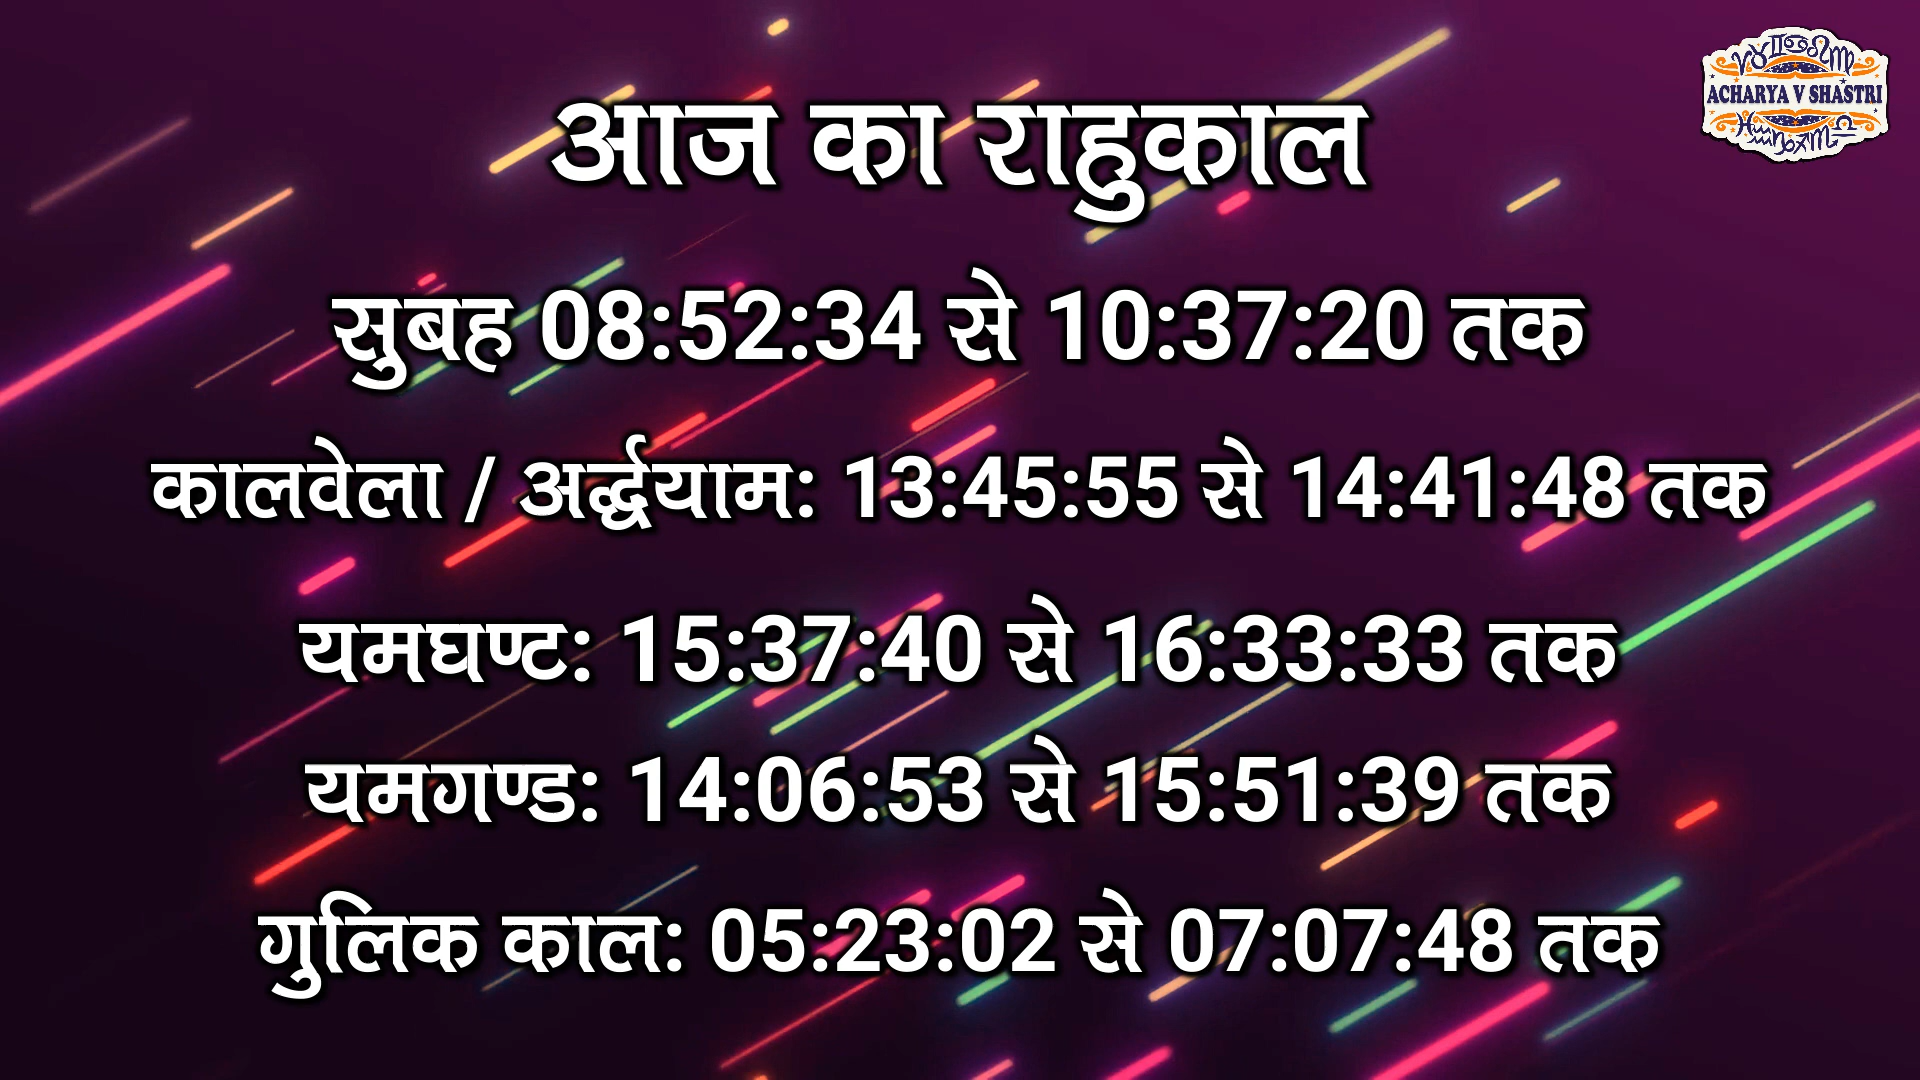 ACHARYA V SHASTRI
आज का राहुकाल
सुबह 08:52:34 से 10:37:20 तक
कालवेला / अर्द्धयाम: 13:45:55 से 14:41:48 तक
यमघण्ट: 15:37:40 से 16:33:33 तक
यमगण्ड: 14:06:53 से 15:51:39 तक
गुलिक काल: 05:23:02 से 07:07:48 तक